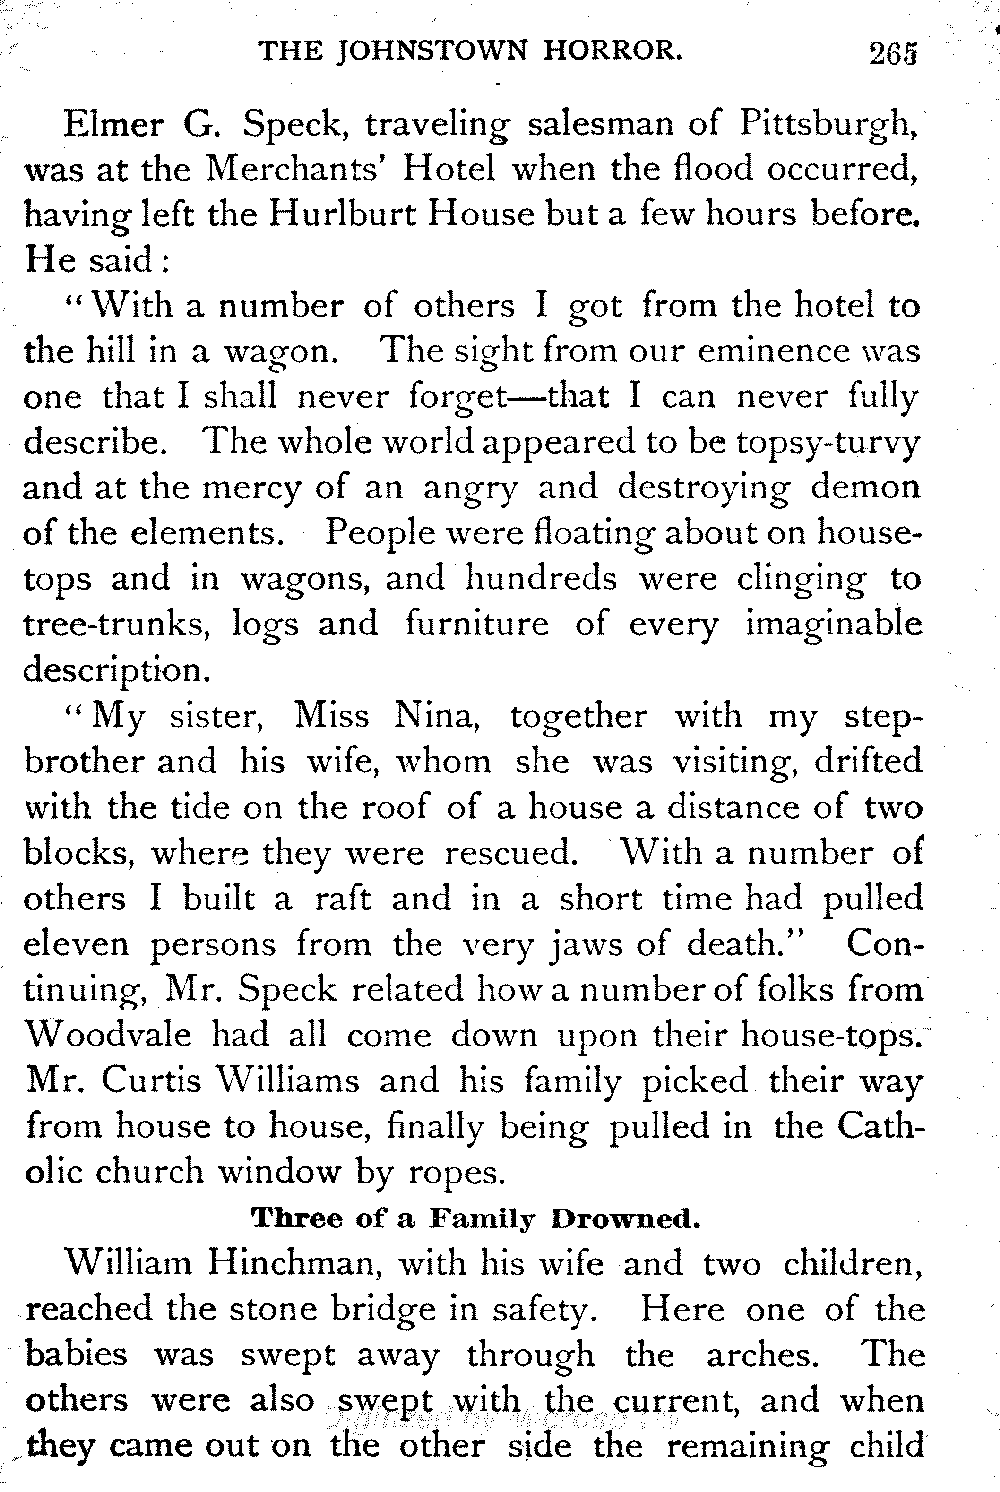 THE JOHNSTOWN HORROR. 265
Elmer G. Speck, traveling salesman of Pittsburgh,
was at the Merchants' Hotel when the flood occurred,
having left the Hurlburt House but a few hours before.
He said:
"With a number of others I got from the hotel to
the hill in a wagon. The sight from our eminence was
one that I shall never forget—that I can never fully
describe. The whole world appeared to be topsy-turvy
and at the mercy of an angry and destroying demon
of the elements. People were floating about on house-
tops and in wagons, and hundreds were clinging to
tree-trunks, logs and furniture of every imaginable
description.
"My sister, Miss Nina, together with my step-
brother and his wife, whom she was visiting, drifted
with the tide on the roof of a house a distance of two
blocks, where they were rescued. With a number of
others I built a raft and in a short time had pulled
eleven persons from the very jaws of death." Con-
tinuing, Mr. Speck related how a number of folks from
Woodvale had all come down upon their house-tops.
Mr. Curtis Williams and his family picked their way
from house to house, finally being pulled in the Cath-
olic church window by ropes.
Three of a Family Drowned.
William Hinchman, with his wife and two children,
reached the stone bridge in safety. Here one of the
babies was swept away through the arches. The
others were also swept with the current, and when
they came out on the other side the remaining child